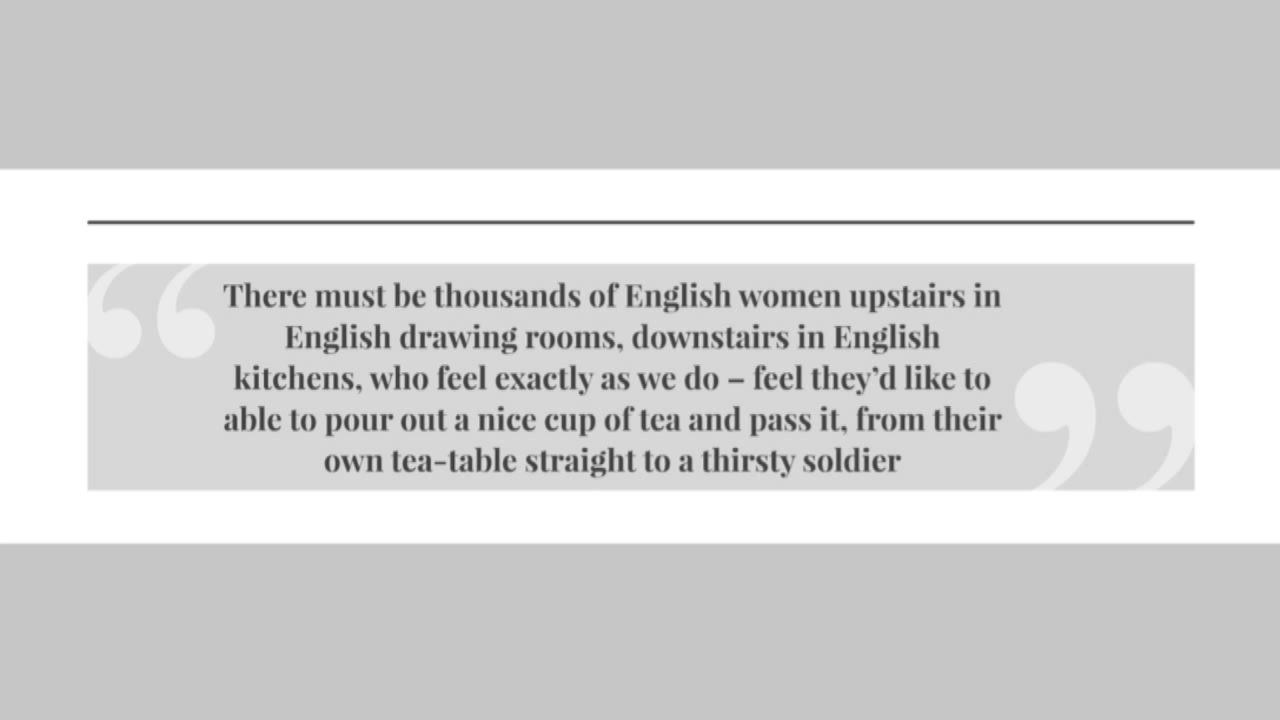 There must be thousands of English women upstairs in
English drawing rooms, downstairs in English
kitchens, who feel exactly as we do – feel they’d like to
able to pour out a nice cup of tea and pass it, from their
own tea-table straight to a thirsty soldier